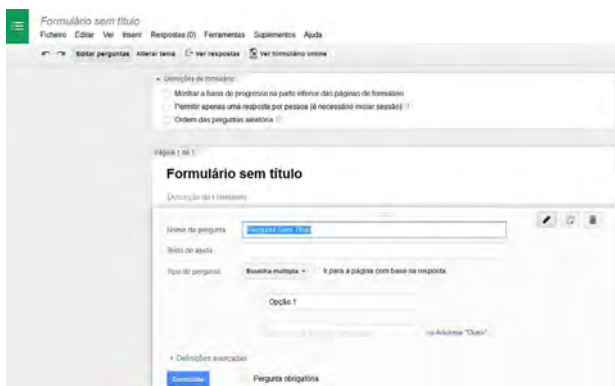 Formulário sem título
Ficheiro Editar Ver Inserir Respostas (0) Ferramentas Suplementos Ajuda
Editar perguntas Alterar tema Ver respostas Ver formulário online
Definições do formulário
Mostrar a barra de progresso na parte inferior das páginas de formulário
Permitir apenas uma resposta por pessoa (é necessário iniciar sessão)
Ordem das perguntas aleatória
Página 1 de 1
Formulário sem título
Descrição do formulário
Nome da pergunta Pergunta Sem Título
Texto de ajuda
Tipo de pergunta Escolha múltipla Ir para a página com base na resposta
Opção 1
ou Adicionar "Outro"
Definições avançadas
Concluído Pergunta obrigatória